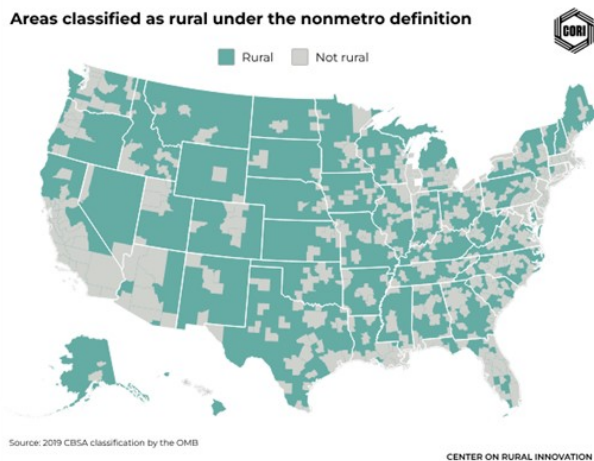 Areas classified as rural under the nonmetro definition
CORI
Rural
Not rural
Source: 2019 CBSA classification by the OMB
CENTER ON RURAL INNOVATION